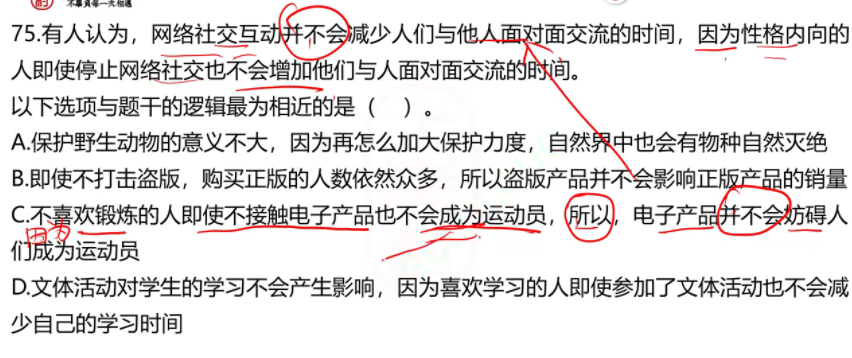 不负每一次相遇
75.有人认为，网络社交互动并不会减少人们与他人面对面交流的时间，因为性格内向的
人即使停止网络社交也不会增加他们与人面对面交流的时间。
以下选项与题干的逻辑最为相近的是（　）。
A.保护野生动物的意义不大，因为再怎么加大保护力度，自然界中也会有物种自然灭绝
B.即使不打击盗版，购买正版的人数依然众多，所以盗版产品并不会影响正版产品的销量
C.不喜欢锻炼的人即使不接触电子产品也不会成为运动员，所以，电子产品并不会妨碍人
因为
们成为运动员
D.文体活动对学生的学习不会产生影响，因为喜欢学习的人即使参加了文体活动也不会减
少自己的学习时间